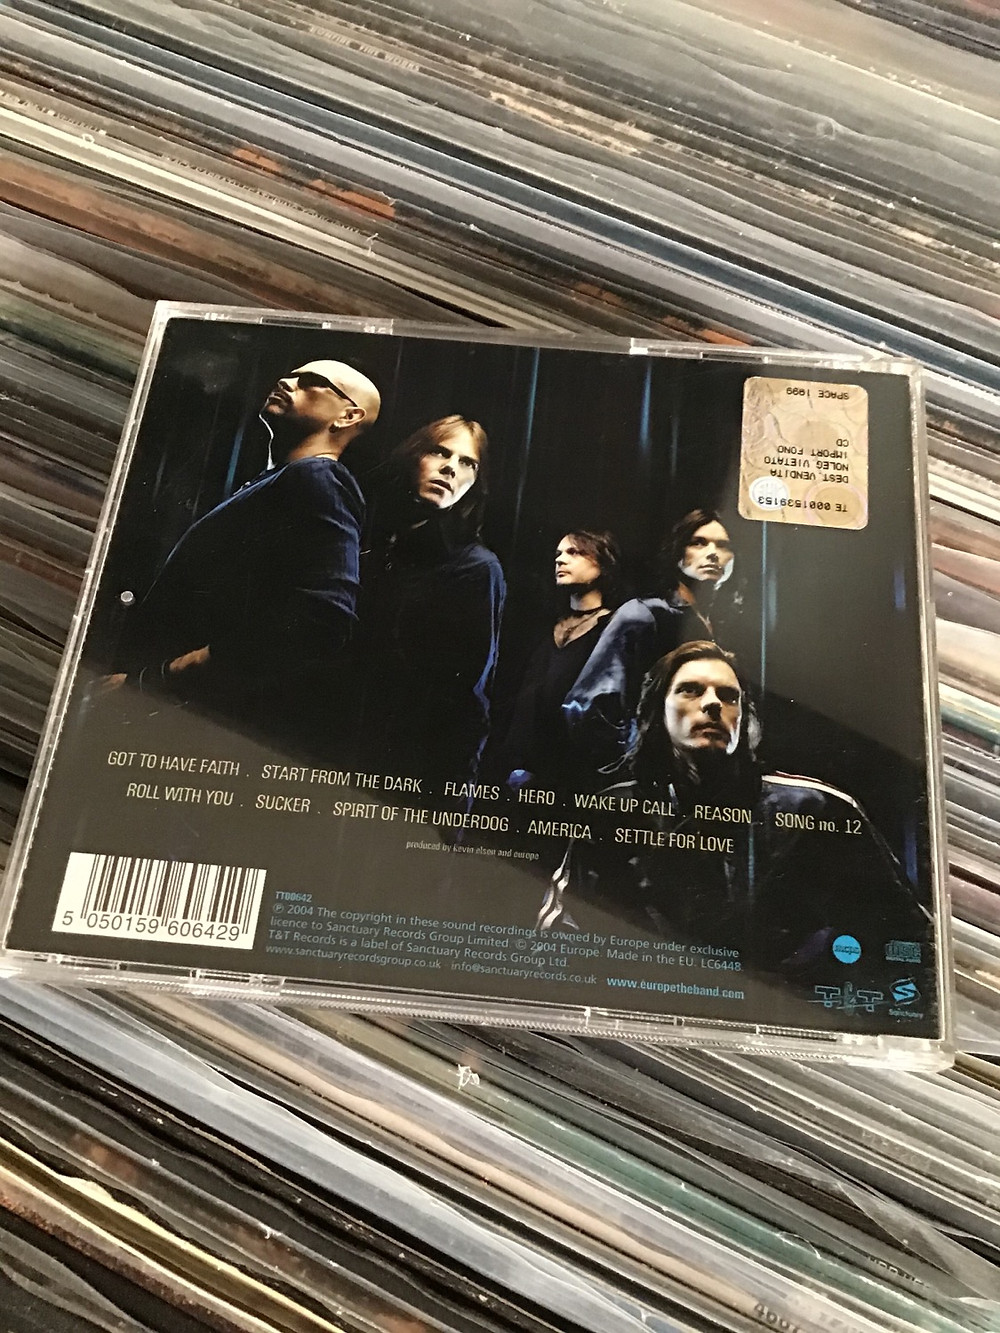 SPACE 1999
CD
IMPORT FONO
NOLEG VIETATO
DEST. VENDITA
TE 0001539153
GOT TO HAVE FAITH . START FROM THE DARK . FLAMES . HERO . WAKE UP CALL . REASON . SONG no. 12
ROLL WITH YOU . SUCKER . SPIRIT OF THE UNDERDOG . AMERICA . SETTLE FOR LOVE
produced by kevin elson and europe
5 050159 606429
TT00642
℗ 2004 The copyright in these sound recordings is owned by Europe under exclusive
licence to Sanctuary Records Group Limited. © 2004 Europe. Made in the EU. LC6448.
T&T Records is a label of Sanctuary Records Group Ltd.
www.sanctuaryrecordsgroup.co.uk · info@sanctuaryrecords.co.uk www.europetheband.com
T&T
Sanctuary